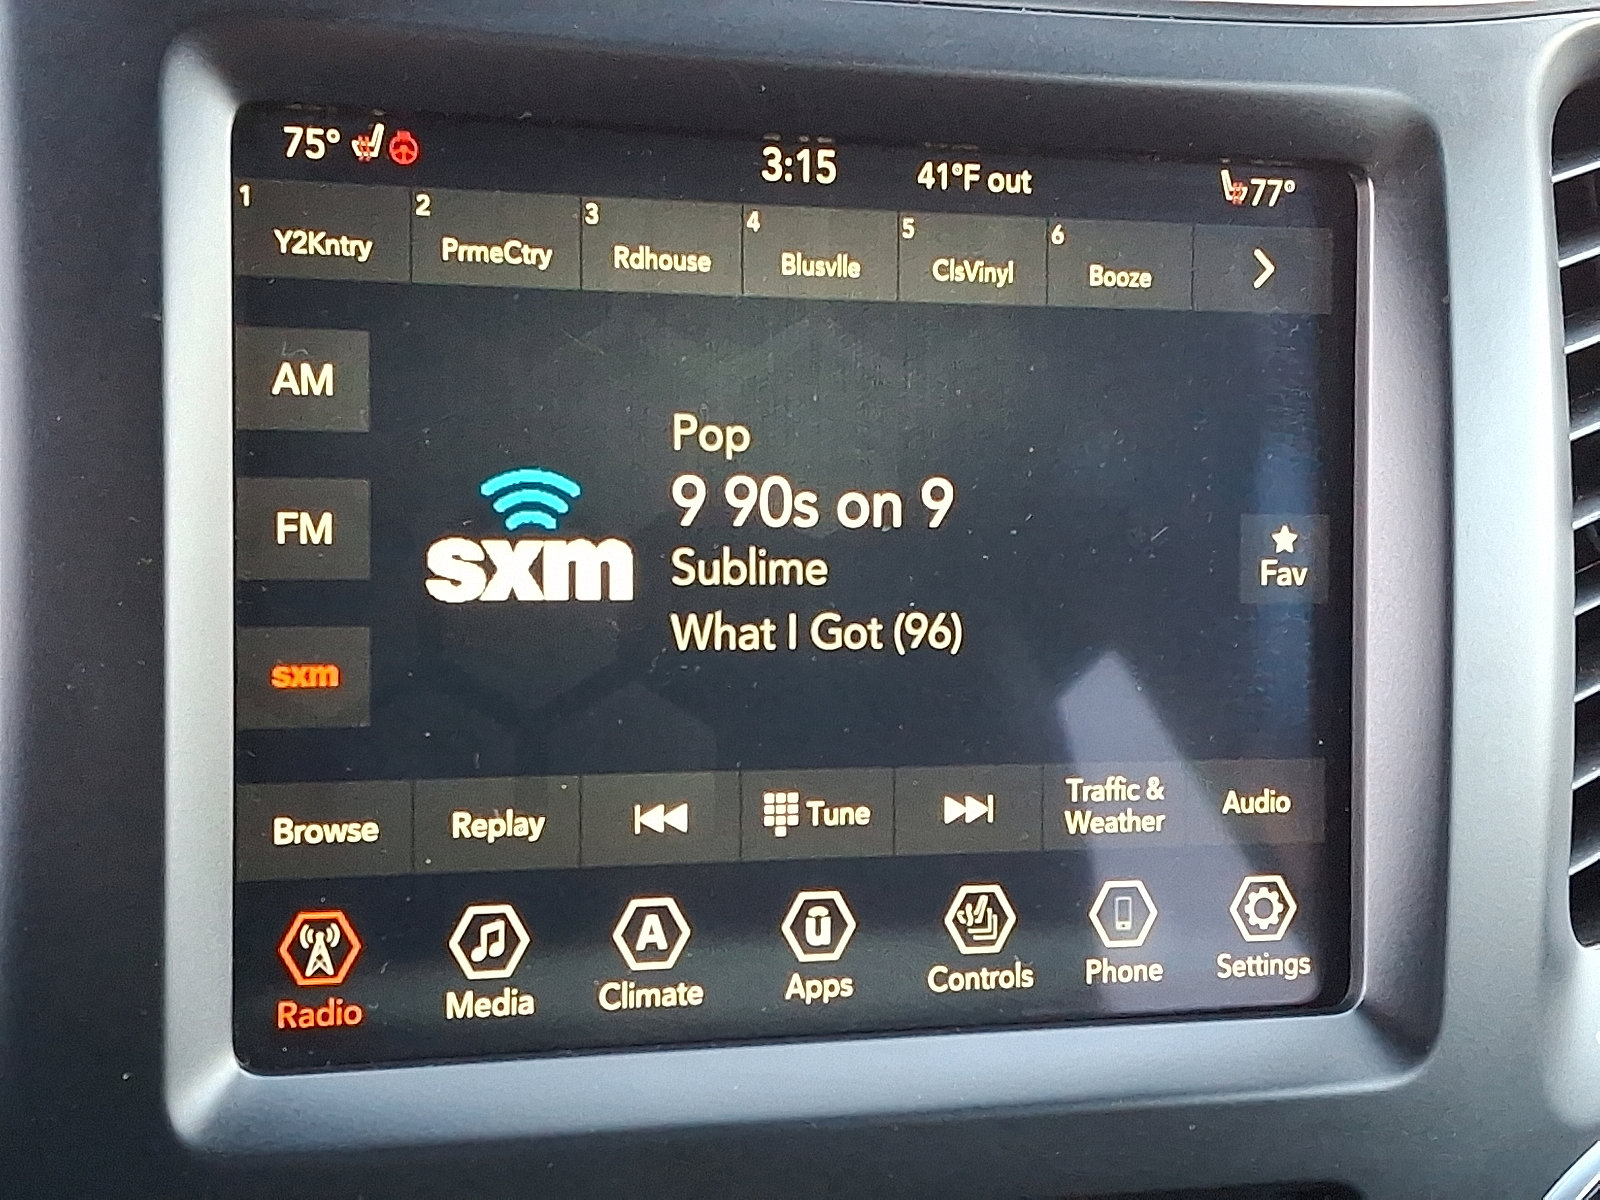 75° 3:15 41°F out 77°
1 2 3 4 5 6
Y2Kntry PrmeCtry Rdhouse Blusvlle ClsVinyl Booze
AM
FM
sxm
sxm
Pop
9 90s on 9
Sublime
What I Got (96)
Fav
Browse Replay Tune Traffic & Weather Audio
A ū
Radio Media Climate Apps Controls Phone Settings